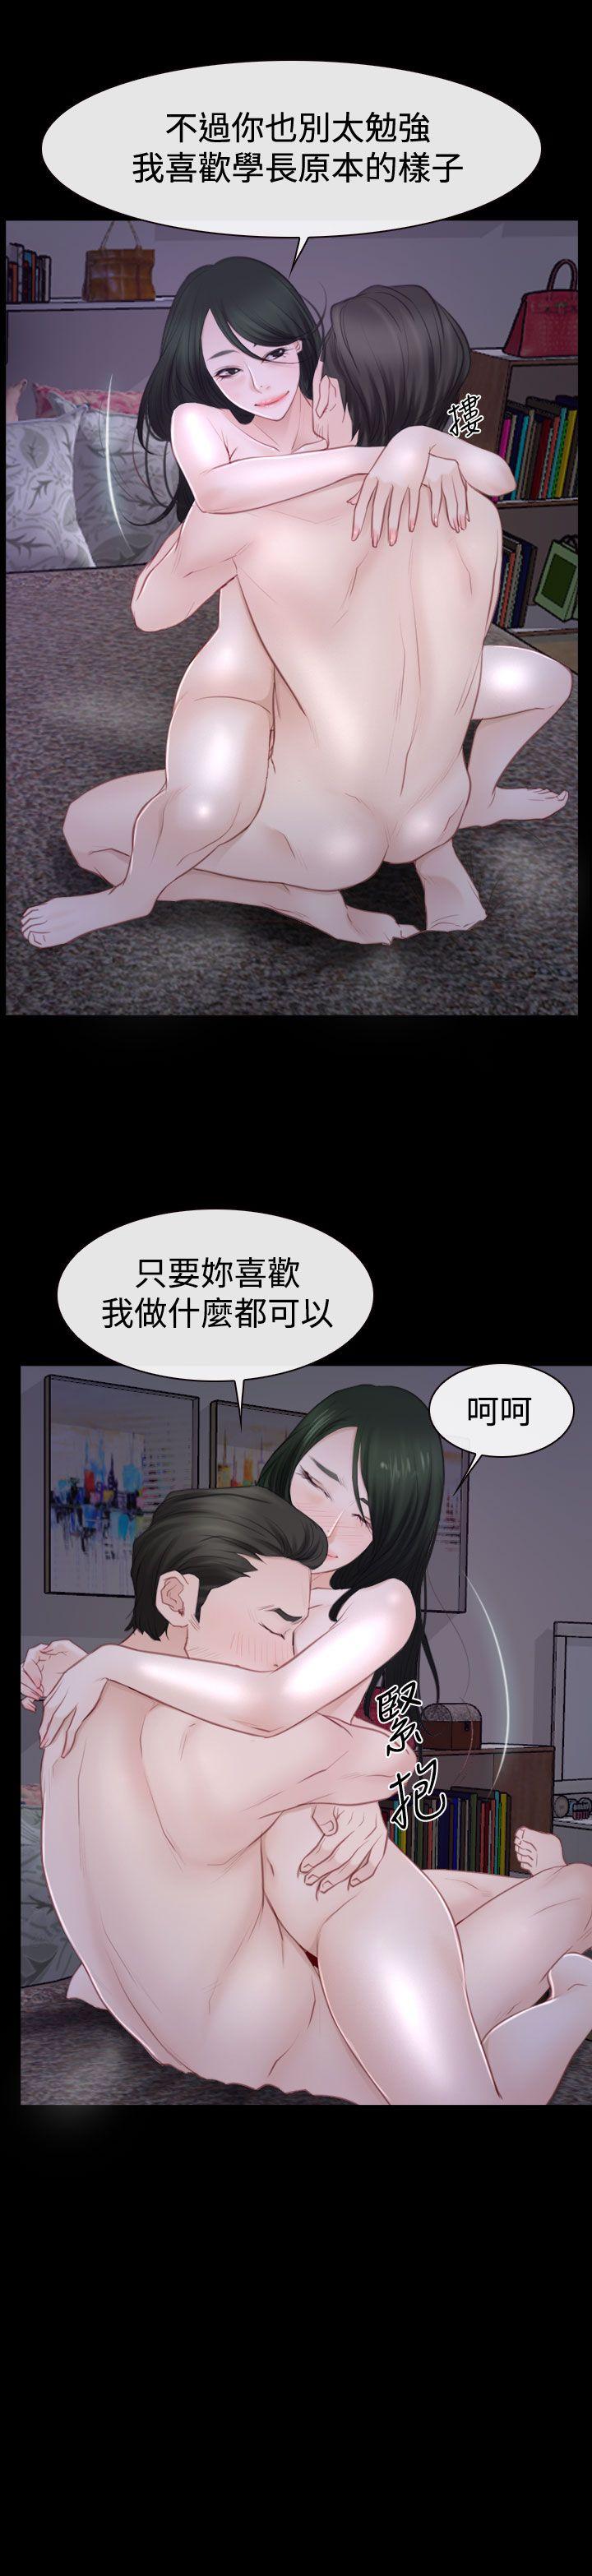 不過你也別太勉強
我喜歡學長原本的樣子
摟
只要妳喜歡
我做什麼都可以
呵呵
緊
抱